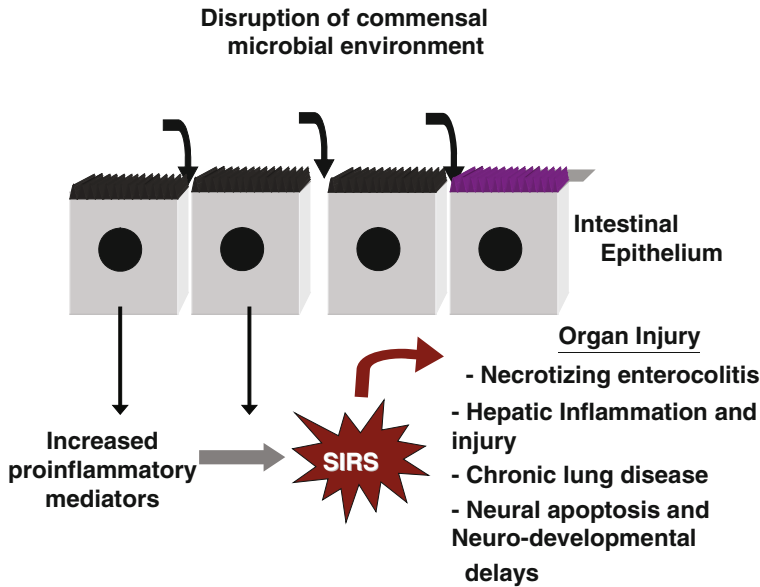 Disruption of commensal
microbial environment
Intestinal
Epithelium
Organ Injury
- Necrotizing enterocolitis
- Hepatic Inflammation and
injury
- Chronic lung disease
- Neural apoptosis and
Neuro-developmental
delays
Increased
proinflammatory
mediators
SIRS